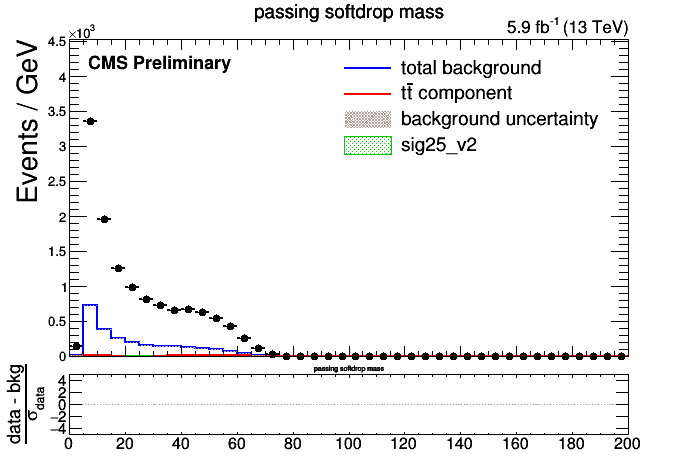 passing softdrop mass
5.9 fb⁻¹ (13 TeV)
×10³
CMS Preliminary
total background
tt̄ component
background uncertainty
sig25_v2
Events / GeV
4.5
4
3.5
3
2.5
2
1.5
1
0.5
0
passing softdrop mass
data - bkg
σdata
4
2
0
−2
−4
0 20 40 60 80 100 120 140 160 180 200